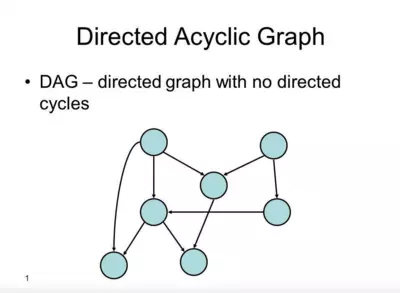 Directed Acyclic Graph
• DAG – directed graph with no directed
cycles
1